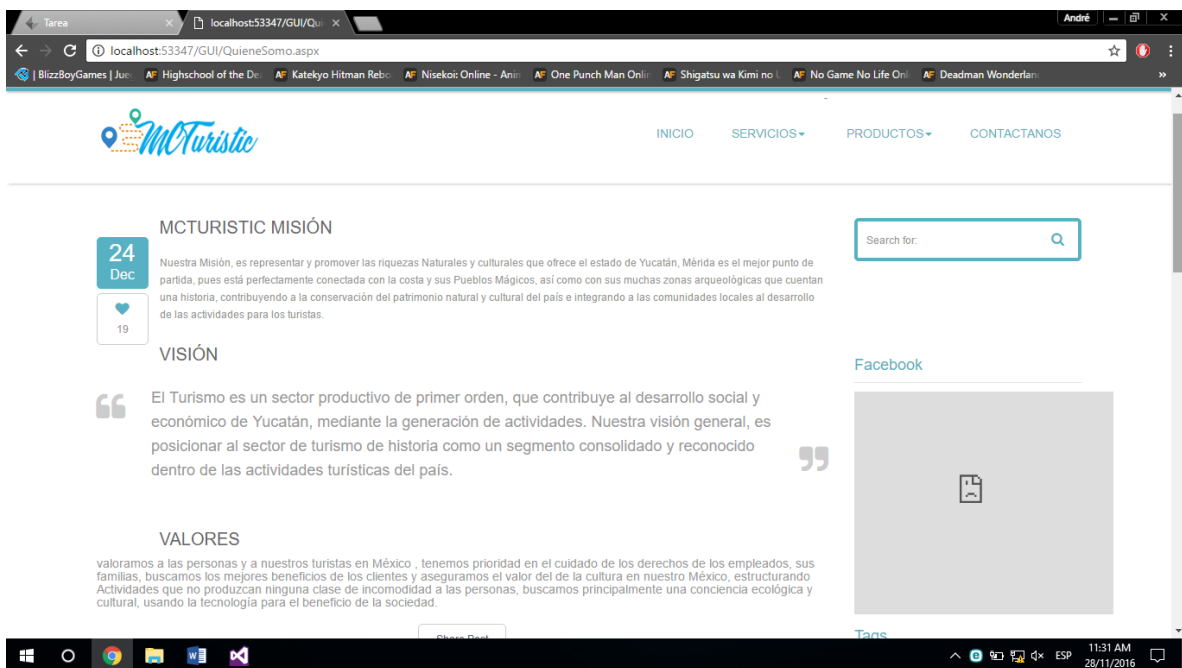 Tarea
localhost:53347/GUI/Qui
André
localhost:53347/GUI/QuieneSomo.aspx
| BlizzBoyGames | Jue
AF Highschool of the De
AF Katekyo Hitman Rebo
AF Nisekoi: Online - Anim
AF One Punch Man Onlin
AF Shigatsu wa Kimi no
AF No Game No Life Onl
AF Deadman Wonderlan
»
MCTuristic
INICIO
SERVICIOS
PRODUCTOS
CONTACTANOS
MCTURISTIC MISIÓN
24
Dec
19
Nuestra Misión, es representar y promover las riquezas Naturales y culturales que ofrece el estado de Yucatán, Mérida es el mejor punto de
partida, pues está perfectamente conectada con la costa y sus Pueblos Mágicos, así como con sus muchas zonas arqueológicas que cuentan
una historia, contribuyendo a la conservación del patrimonio natural y cultural del país e integrando a las comunidades locales al desarrollo
de las actividades para los turistas.
VISIÓN
El Turismo es un sector productivo de primer orden, que contribuye al desarrollo social y
económico de Yucatán, mediante la generación de actividades. Nuestra visión general, es
posicionar al sector de turismo de historia como un segmento consolidado y reconocido
dentro de las actividades turísticas del país.
VALORES
valoramos a las personas y a nuestros turistas en México , tenemos prioridad en el cuidado de los derechos de los empleados, sus
familias, buscamos los mejores beneficios de los clientes y aseguramos el valor del de la cultura en nuestro México, estructurando
Actividades que no produzcan ninguna clase de incomodidad a las personas, buscamos principalmente una conciencia ecológica y
cultural, usando la tecnología para el beneficio de la sociedad.
Share Post
Search for:
Facebook
Tags
ESP
11:31 AM
28/11/2016